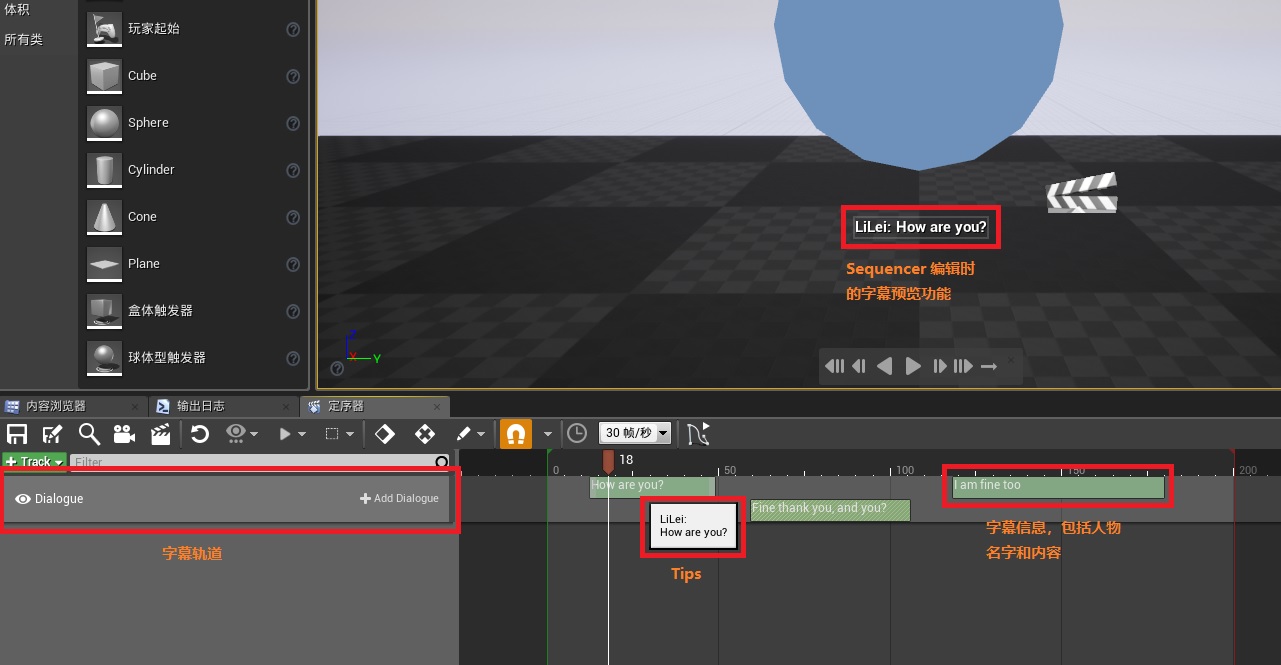 体积
所有类
玩家起始
Cube
Sphere
Cylinder
Cone
Plane
盒体触发器
球体型触发器
LiLei: How are you?
Sequencer 编辑时
的字幕预览功能
Z
X
Y
内容浏览器
输出日志
定序器
30 帧/秒
Track
Filter
18
0
50
100
150
200
Dialogue
Add Dialogue
How are you?
I am fine too
Fine thank you, and you?
LiLei:
How are you?
字幕轨道
Tips
字幕信息，包括人物
名字和内容